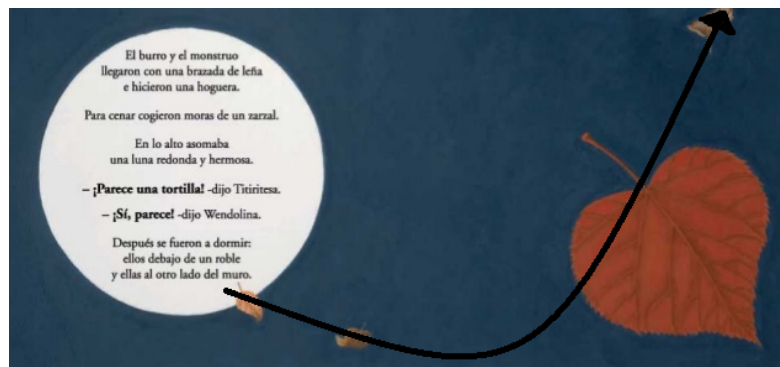 El burro y el monstruo
llegaron con una brazada de leña
e hicieron una hoguera.
Para cenar cogieron moras de un zarzal.
En lo alto asomaba
una luna redonda y hermosa.
– ¡Parece una tortilla! -dijo Titiritesa.
– ¡Sí, parece! -dijo Wendolina.
Después se fueron a dormir:
ellos debajo de un roble
y ellas al otro lado del muro.